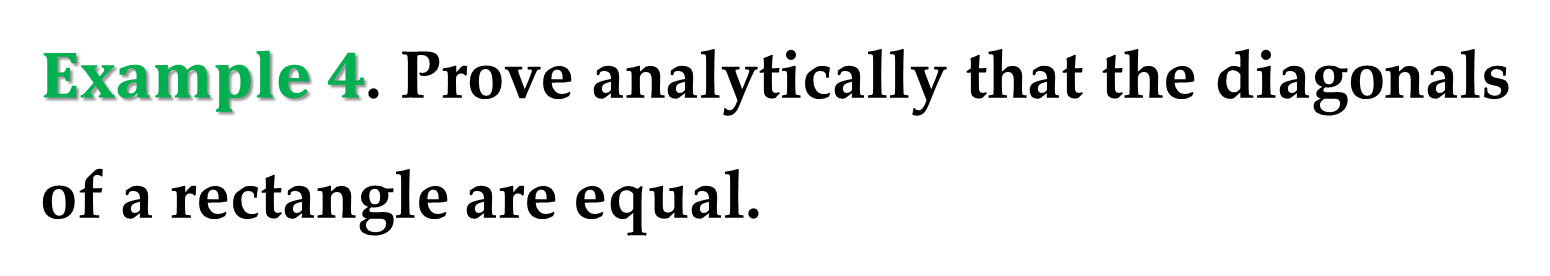 Example 4. Prove analytically that the diagonals
of a rectangle are equal.